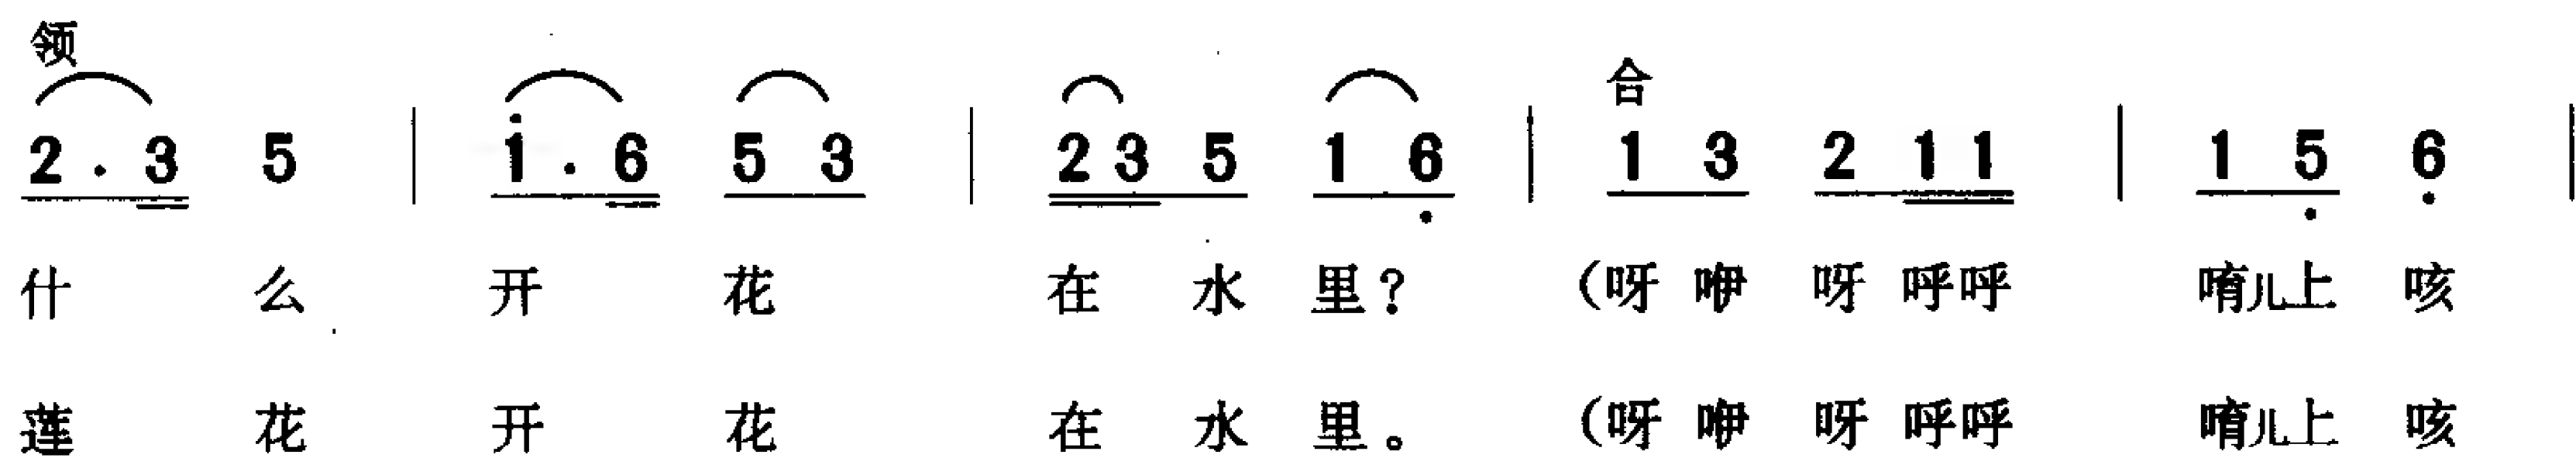 领 合
2·3 5 | i·6 5 3 | 2 3 5 1 6̣ | 1 3 2 1 1 | 1 5̣ 6̣ |
什 么 开 花 在 水 里？ （呀 咿 呀 呼呼 唷儿上 咳
莲 花 开 花 在 水 里。 （呀 咿 呀 呼呼 唷儿上 咳